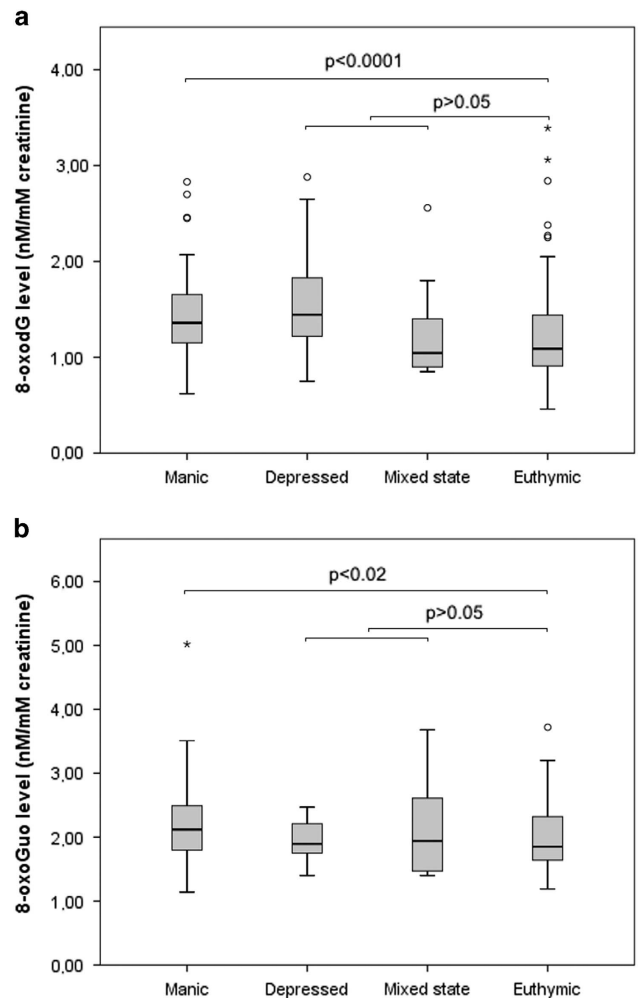 a
8-oxodG level (nM/mM creatinine)
4,00
3,00
2,00
1,00
0,00
p<0.0001
p>0.05
*
*
Manic Depressed Mixed state Euthymic
b
8-oxoGuo level (nM/mM creatinine)
6,00
5,00
4,00
3,00
2,00
1,00
0,00
p<0.02
p>0.05
*
Manic Depressed Mixed state Euthymic